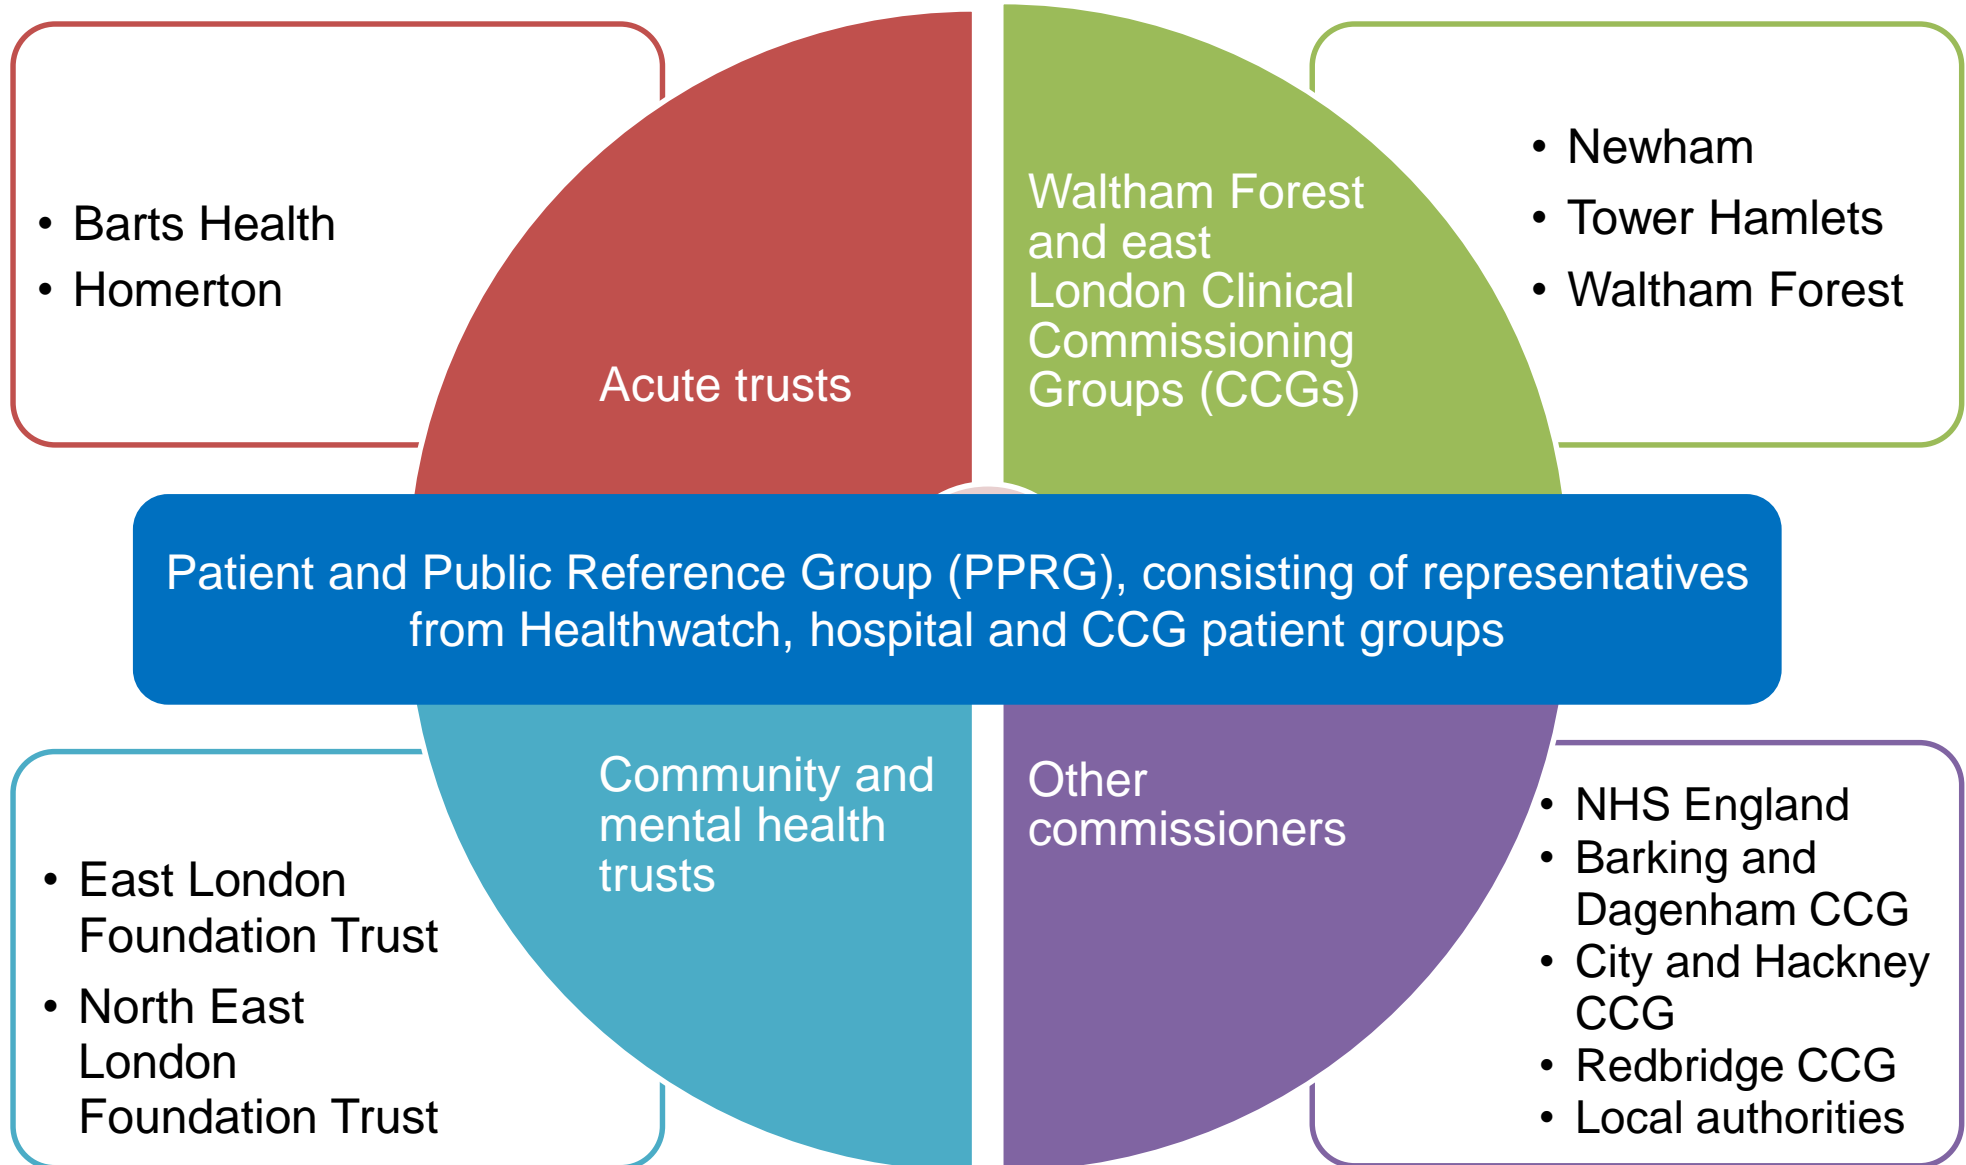 • Barts Health
• Homerton
Acute trusts
Waltham Forest
and east
London Clinical
Commissioning
Groups (CCGs)
• Newham
• Tower Hamlets
• Waltham Forest
Patient and Public Reference Group (PPRG), consisting of representatives
from Healthwatch, hospital and CCG patient groups
• East London
Foundation Trust
• North East
London
Foundation Trust
Community and
mental health
trusts
Other
commissioners
• NHS England
• Barking and
Dagenham CCG
• City and Hackney
CCG
• Redbridge CCG
• Local authorities